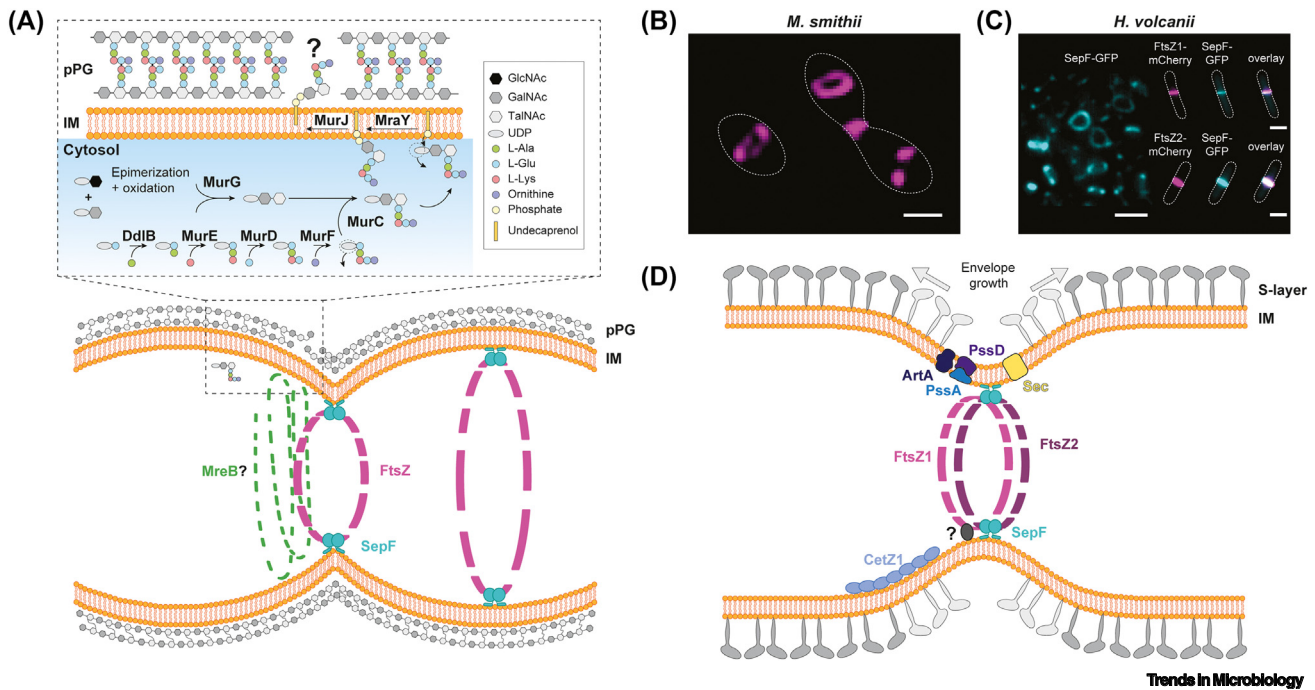 (A)
pPG
?
IM
MurJ
MraY
Cytosol
Epimerization
+ oxidation
+
MurG
MurC
DdlB
MurE
MurD
MurF
GlcNAc
GalNAc
TalNAc
UDP
L-Ala
L-Glu
L-Lys
Ornithine
Phosphate
Undecaprenol
pPG
IM
MreB?
FtsZ
SepF
(B)
M. smithii
(C)
H. volcanii
SepF-GFP
FtsZ1-
mCherry
SepF-
GFP
overlay
FtsZ2-
mCherry
SepF-
GFP
overlay
(D)
Envelope
growth
S-layer
IM
ArtA
PssD
PssA
Sec
FtsZ1
FtsZ2
?
SepF
CetZ1
Trends in Microbiology